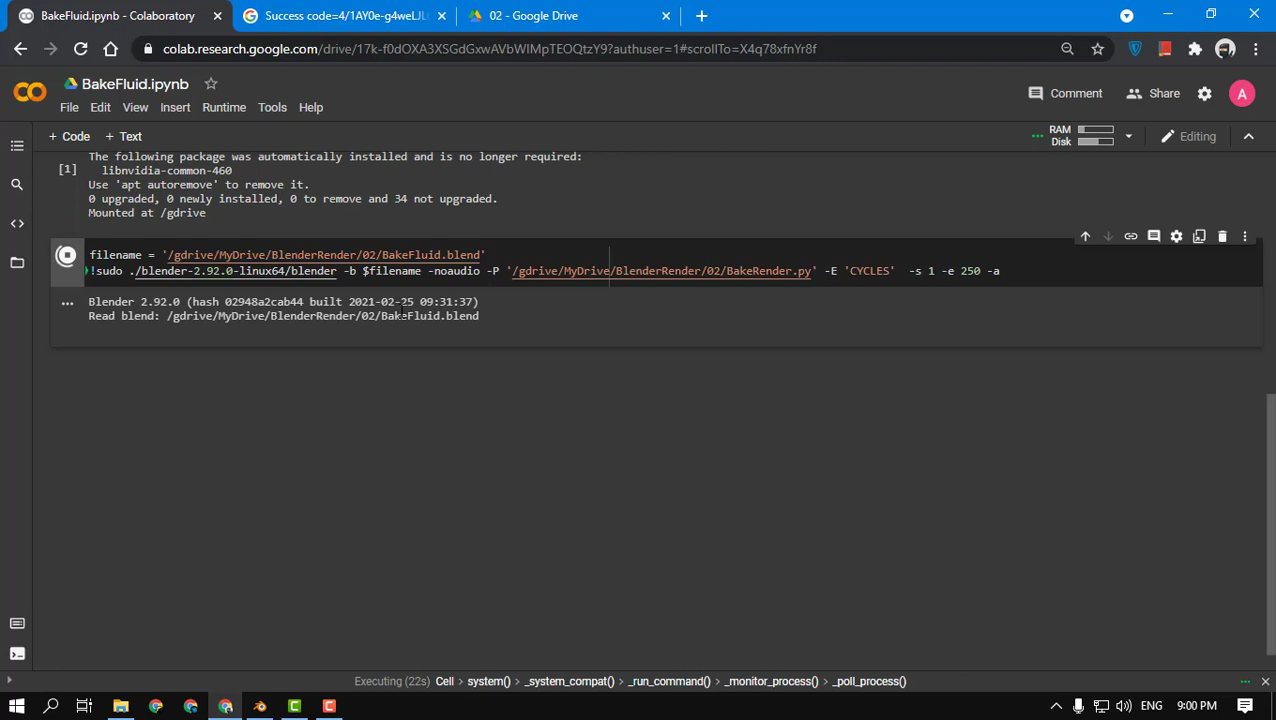 BakeFluid.ipynb - Colaboratory
Success code=4/1AY0e-g4weLJL
02 - Google Drive
colab.research.google.com/drive/17k-f0dOXA3XSGdGxwAVbWIMpTEOQtzY9?authuser=1#scrollTo=X4q78xfnYr8f
BakeFluid.ipynb
File Edit View Insert Runtime Tools Help
Comment Share A
+ Code + Text
RAM
Disk
Editing
The following package was automatically installed and is no longer required:
[1]
libnvidia-common-460
Use 'apt autoremove' to remove it.
0 upgraded, 0 newly installed, 0 to remove and 34 not upgraded.
Mounted at /gdrive
filename = '/gdrive/MyDrive/BlenderRender/02/BakeFluid.blend'
!sudo ./blender-2.92.0-linux64/blender -b $filename -noaudio -P '/gdrive/MyDrive/BlenderRender/02/BakeRender.py' -E 'CYCLES' -s 1 -e 250 -a
Blender 2.92.0 (hash 02948a2cab44 built 2021-02-25 09:31:37)
Read blend: /gdrive/MyDrive/BlenderRender/02/BakeFluid.blend
Executing (22s) Cell > system() > _system_compat() > _run_command() > _monitor_process() > _poll_process()
ENG 9:00 PM